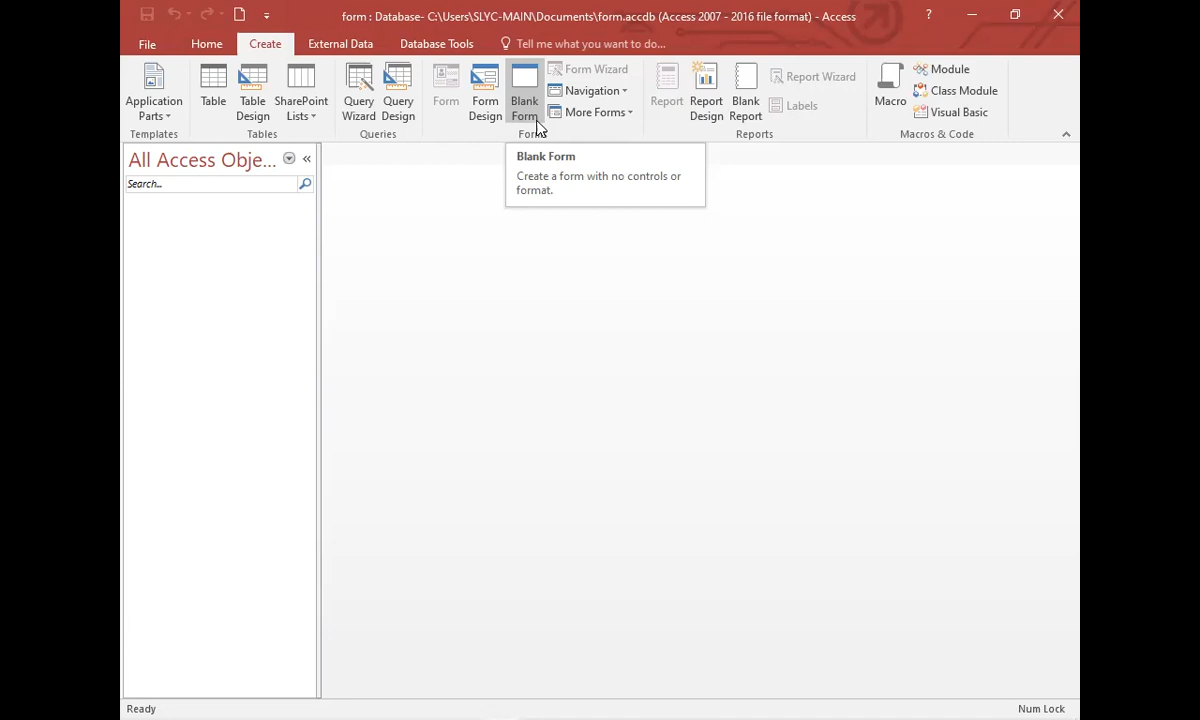 form : Database- C:\Users\SLYC-MAIN\Documents\form.accdb (Access 2007 - 2016 file format) - Access
?
File Home Create External Data Database Tools Tell me what you want to do...
Application Parts
Templates
Table
Table Design
SharePoint Lists
Tables
Query Wizard
Query Design
Queries
Form
Form Design
Blank Form
Form Wizard
Navigation
More Forms
Report
Report Design
Blank Report
Report Wizard
Labels
Reports
Macro
Module
Class Module
Visual Basic
Macros & Code
All Access Obje... «
Search...
Blank Form
Create a form with no controls or
format.
Ready
Num Lock